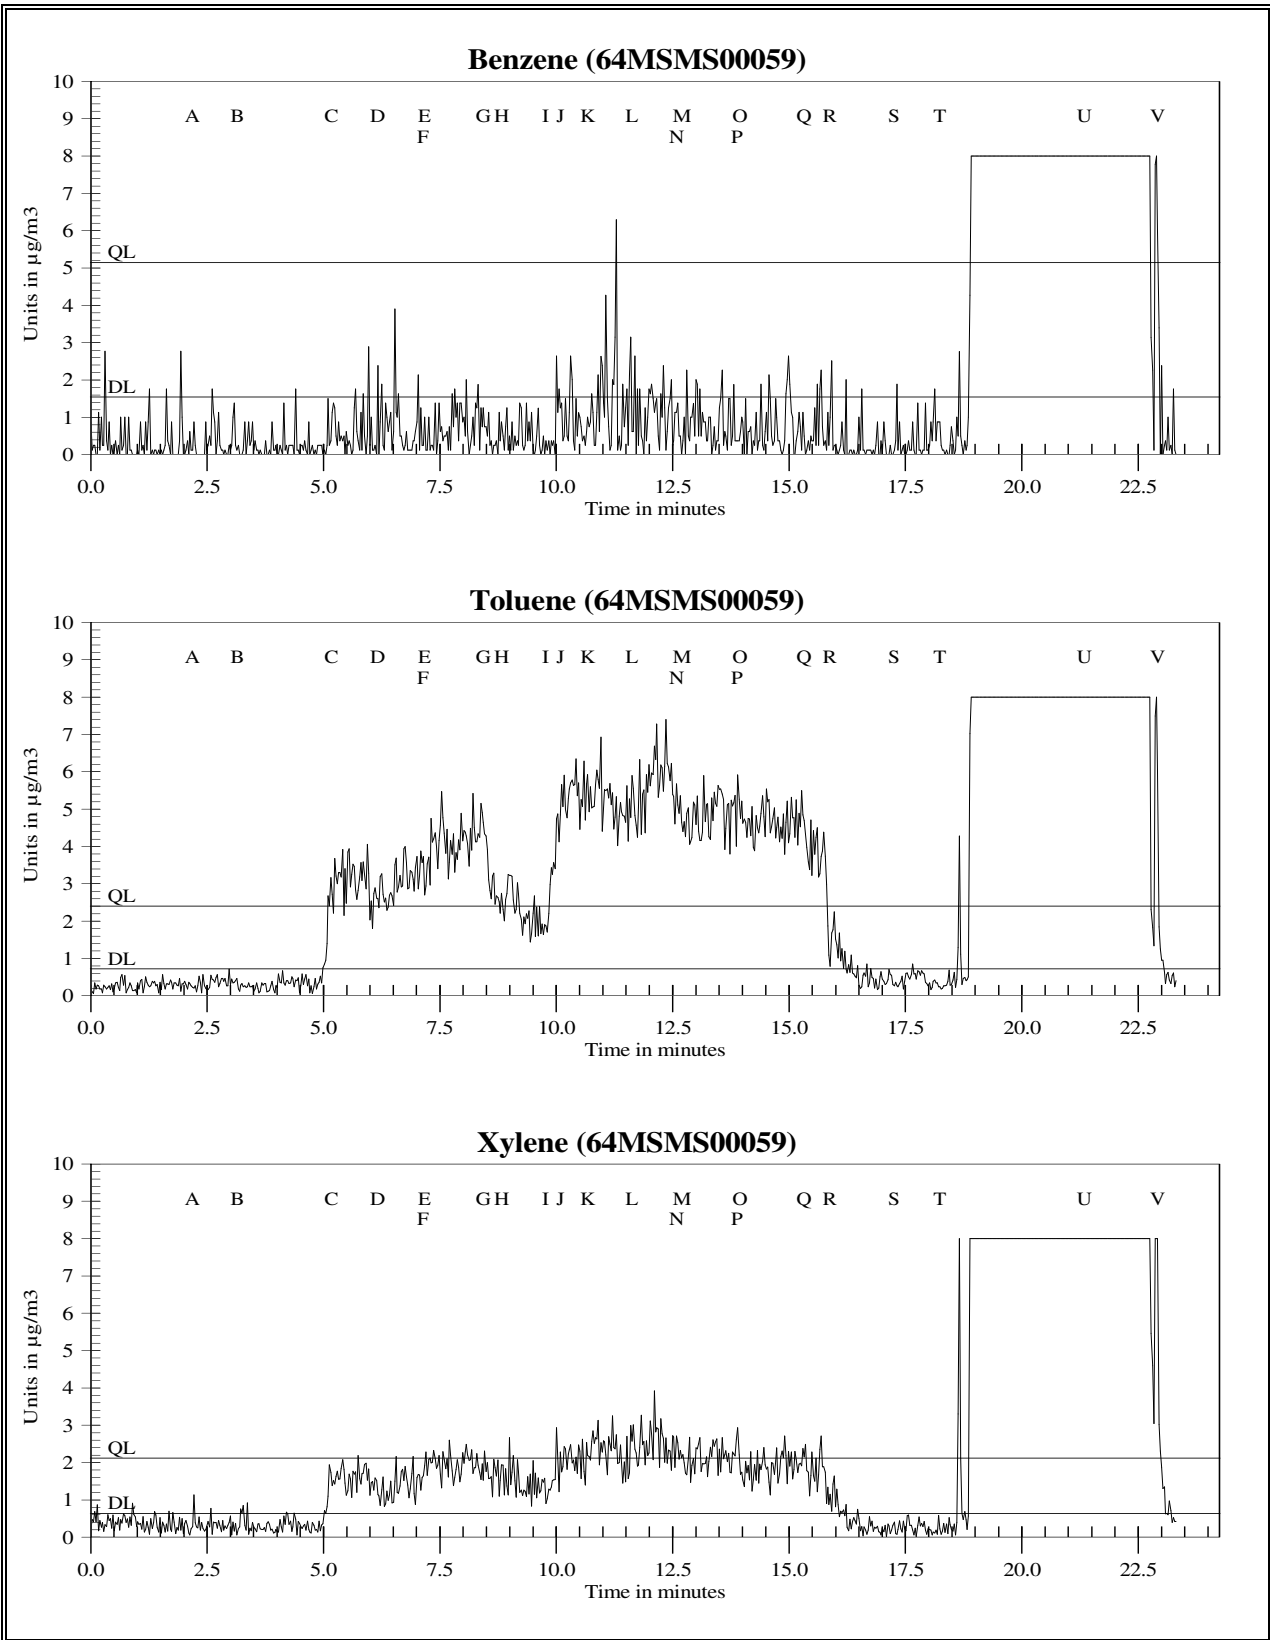 Benzene (64MSMS00059)
10
A B C D E G H I J K L M O Q R S T U V
9
F N P
8
7
6
QL
5
4
3
2
DL
1
0
Units in µg/m3
0.0 2.5 5.0 7.5 10.0 12.5 15.0 17.5 20.0 22.5
Time in minutes
Toluene (64MSMS00059)
10
A B C D E G H I J K L M O Q R S T U V
9
F N P
8
7
6
5
4
3
QL
2
DL
1
0
Units in µg/m3
0.0 2.5 5.0 7.5 10.0 12.5 15.0 17.5 20.0 22.5
Time in minutes
Xylene (64MSMS00059)
10
A B C D E G H I J K L M O Q R S T U V
9
F N P
8
7
6
5
4
3
QL
2
1
DL
0
Units in µg/m3
0.0 2.5 5.0 7.5 10.0 12.5 15.0 17.5 20.0 22.5
Time in minutes